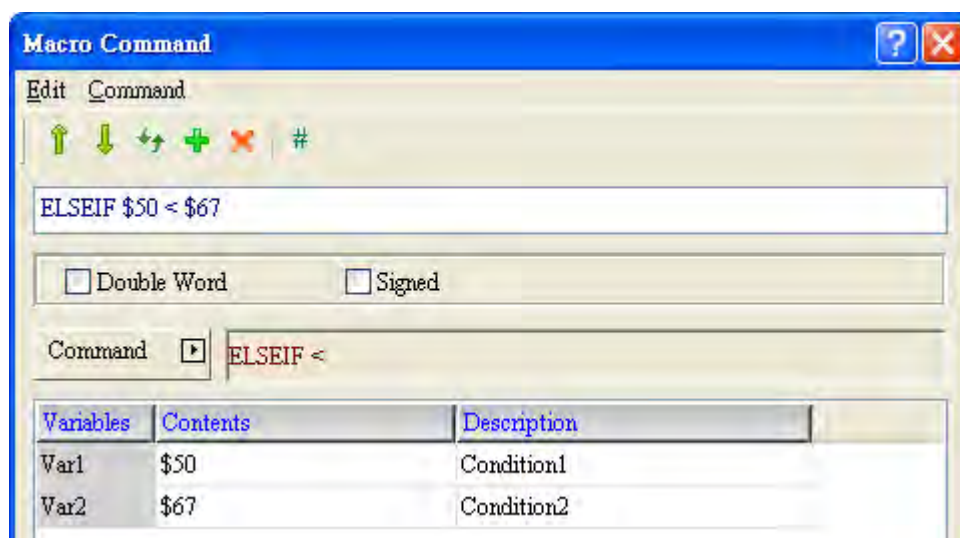 Macro Command
Edit Command
#
ELSEIF $50 < $67
Double Word Signed
Command ELSEIF <
Variables Contents Description
Var1 $50 Condition1
Var2 $67 Condition2